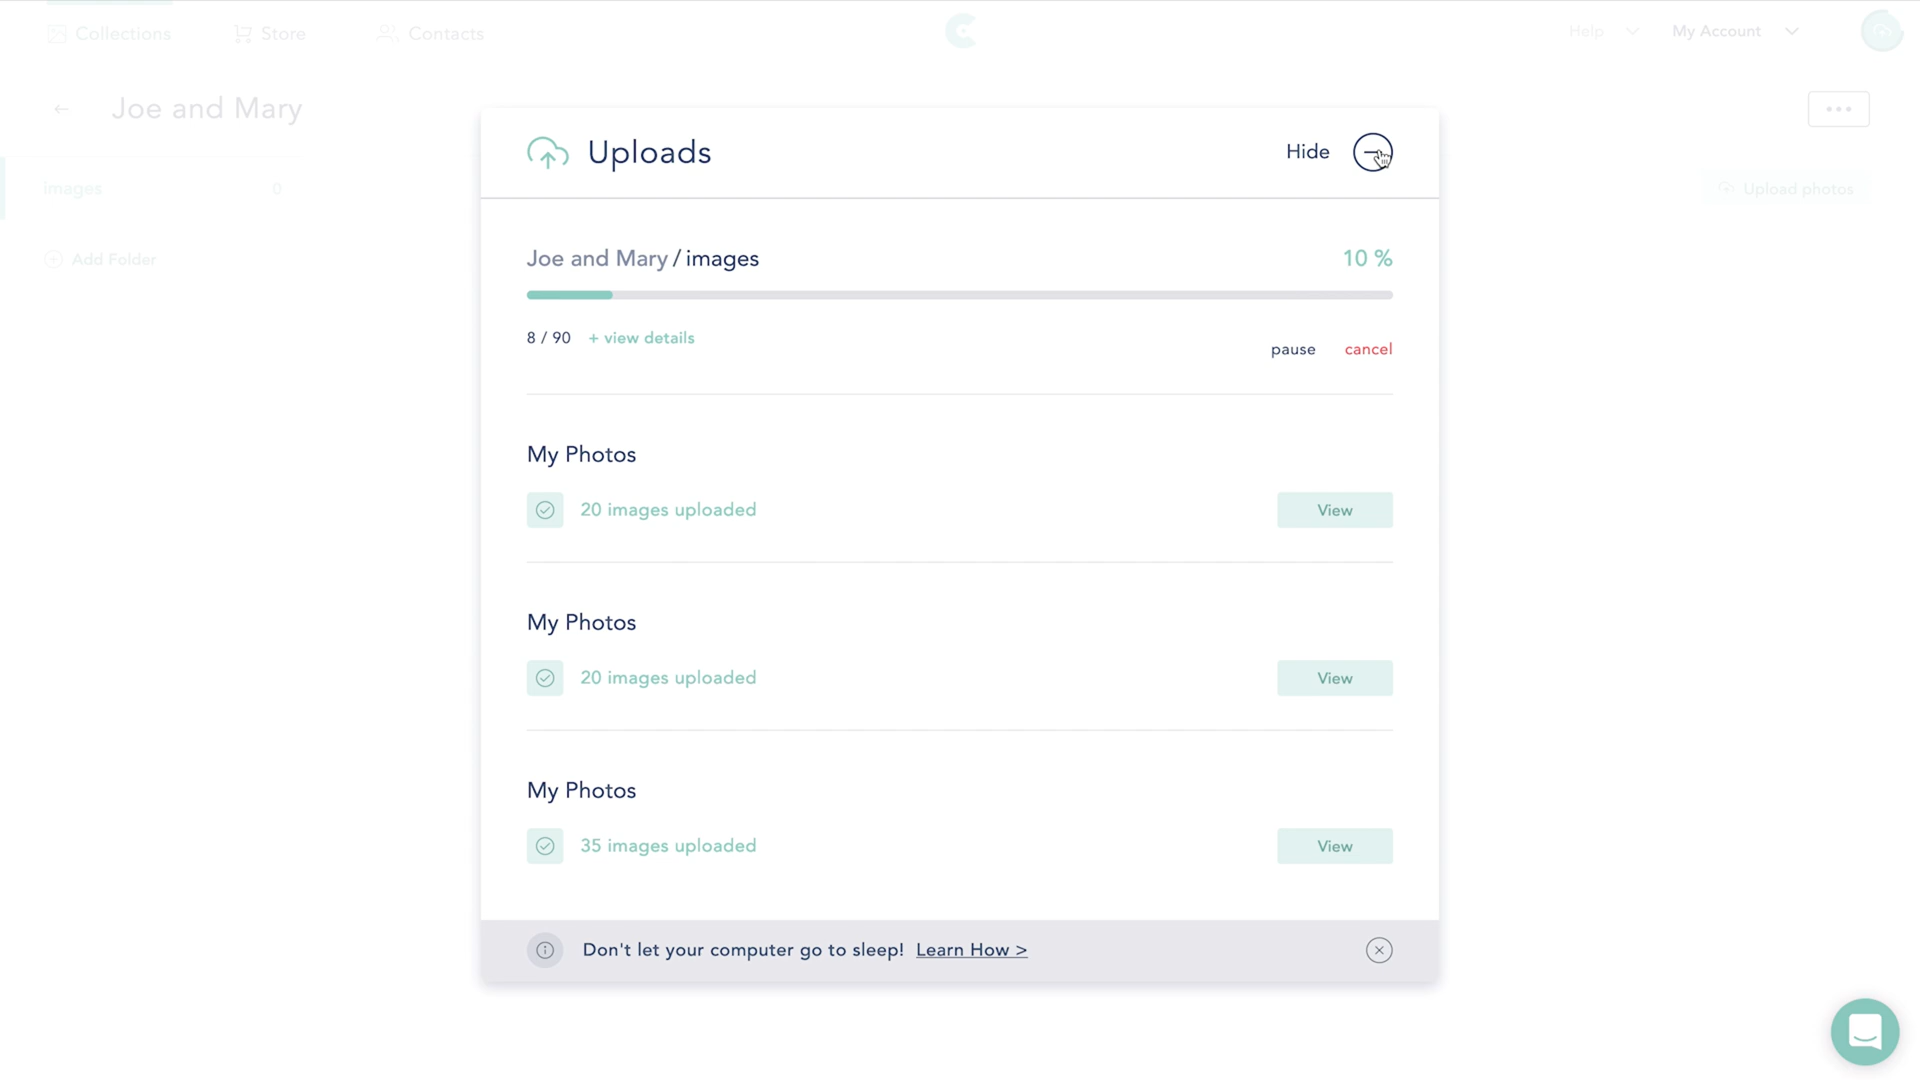 Collections
Store
Contacts
Help
My Account
Joe and Mary
images 0
Upload photos
Add Folder
Uploads
Hide
Joe and Mary / images
10 %
8 / 90 + view details
pause cancel
My Photos
20 images uploaded
View
My Photos
20 images uploaded
View
My Photos
35 images uploaded
View
Don't let your computer go to sleep! Learn How >